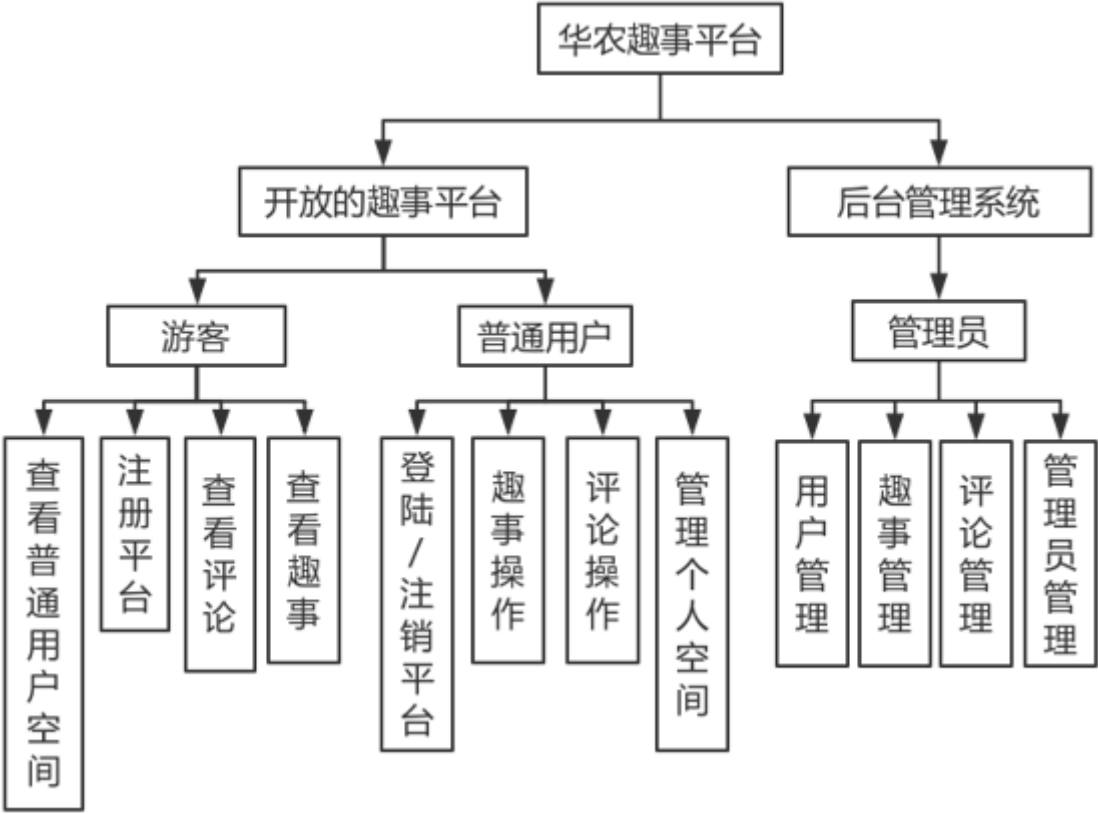 华农趣事平台
开放的趣事平台
后台管理系统
游客
普通用户
管理员
查看普通用户空间
注册平台
查看评论
查看趣事
登陆/注销平台
趣事操作
评论操作
管理个人空间
用户管理
趣事管理
评论管理
管理员管理